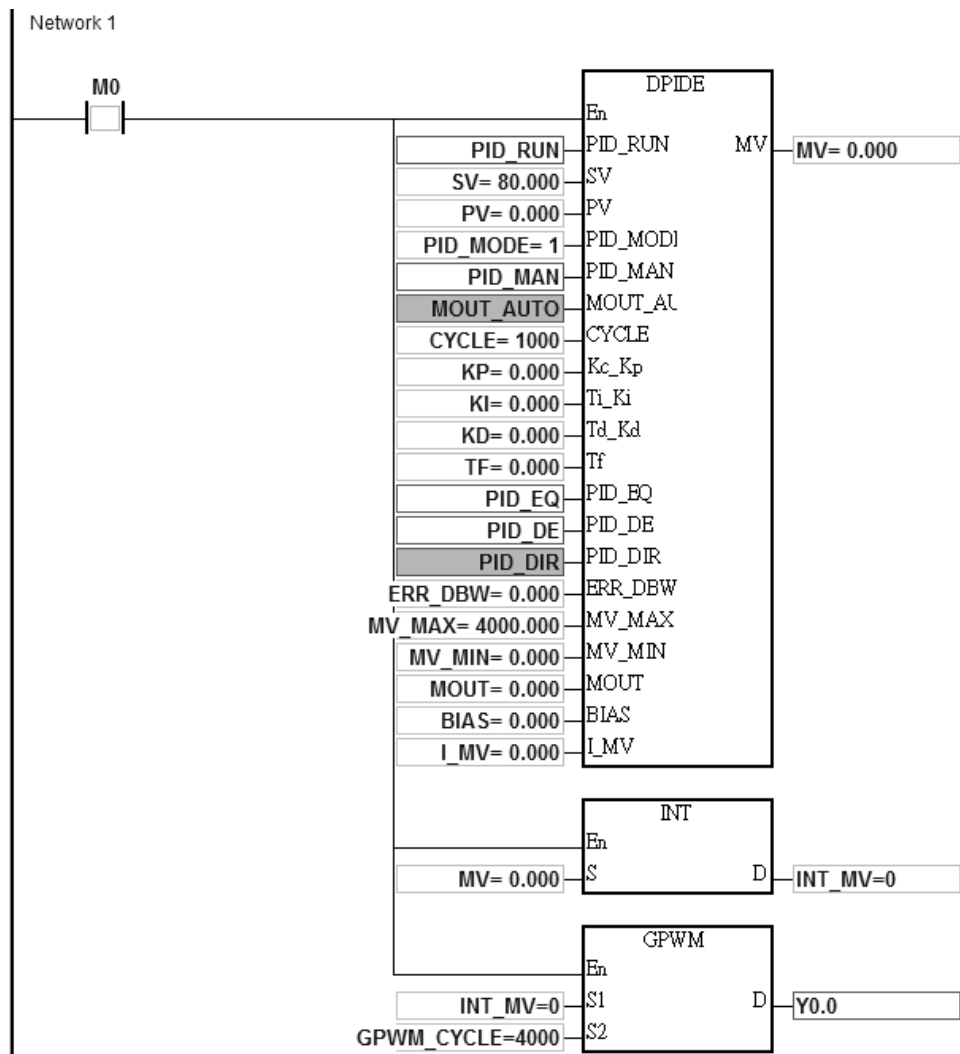 Network 1
M0
DPIDE
En
PID_RUN PID_RUN MV MV= 0.000
SV= 80.000 SV
PV= 0.000 PV
PID_MODE= 1 PID_MODI
PID_MAN PID_MAN
MOUT_AUTO MOUT_AU
CYCLE= 1000 CYCLE
KP= 0.000 Kc_Kp
KI= 0.000 Ti_Ki
KD= 0.000 Td_Kd
TF= 0.000 Tf
PID_EQ PID_EQ
PID_DE PID_DE
PID_DIR PID_DIR
ERR_DBW= 0.000 ERR_DBW
MV_MAX= 4000.000 MV_MAX
MV_MIN= 0.000 MV_MIN
MOUT= 0.000 MOUT
BIAS= 0.000 BIAS
I_MV= 0.000 I_MV
INT
En
MV= 0.000 S D INT_MV=0
GPWM
En
INT_MV=0 S1 D Y0.0
GPWM_CYCLE=4000 S2